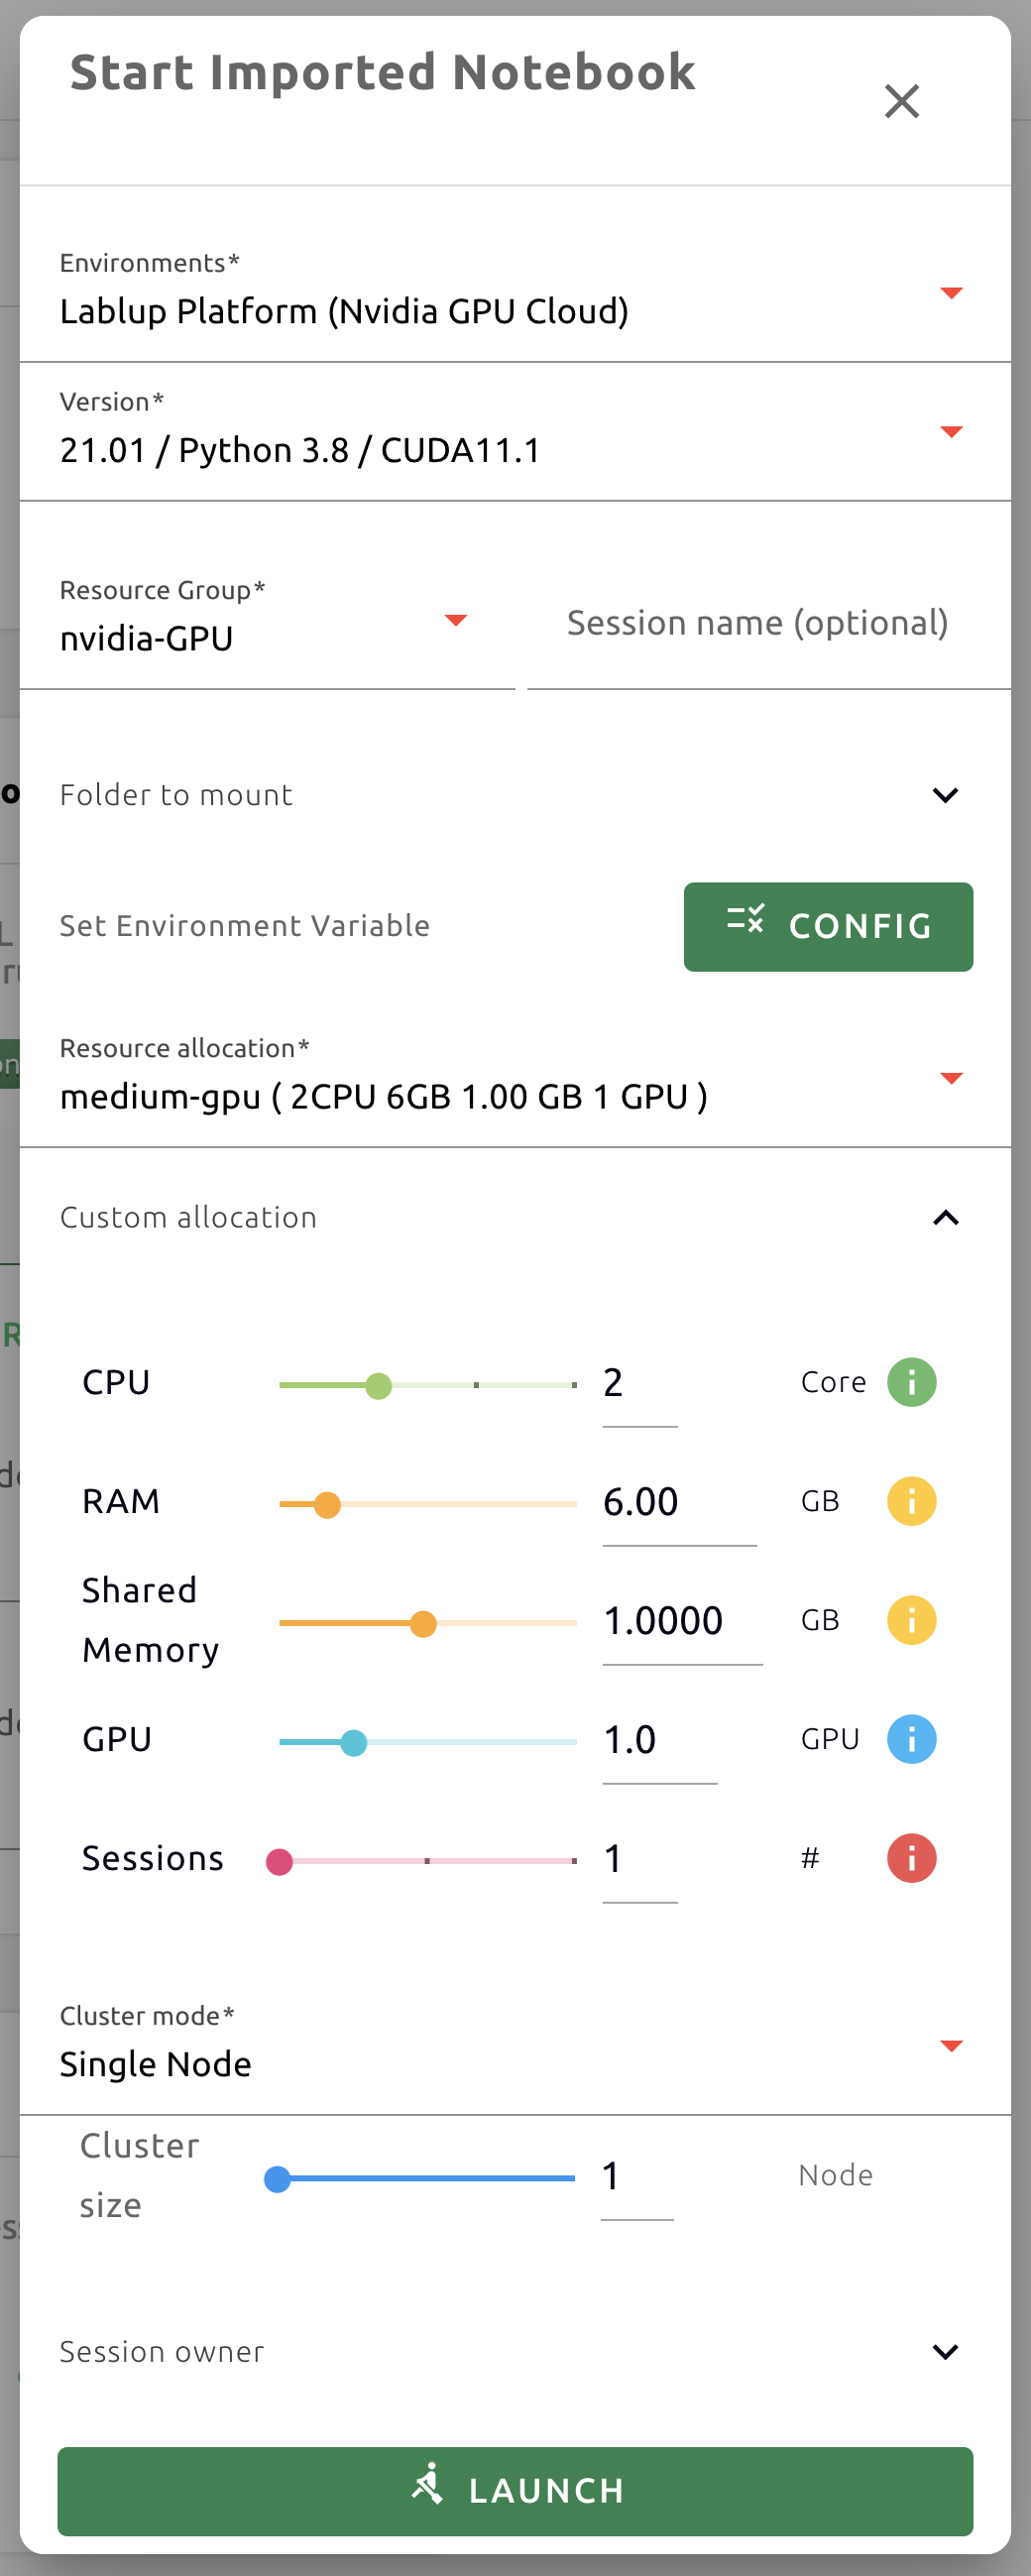 Start Imported Notebook
Environments*
Lablup Platform (Nvidia GPU Cloud)
Version*
21.01 / Python 3.8 / CUDA11.1
Resource Group*
nvidia-GPU
Session name (optional)
Folder to mount
Set Environment Variable
CONFIG
Resource allocation*
medium-gpu ( 2CPU 6GB 1.00 GB 1 GPU )
Custom allocation
CPU 2 Core
RAM 6.00 GB
Shared
Memory
1.0000 GB
GPU 1.0 GPU
Sessions 1 #
Cluster mode*
Single Node
Cluster
size
1 Node
Session owner
LAUNCH